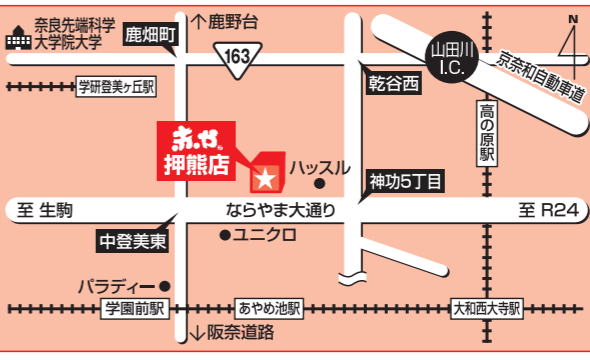 奈良先端科学
大学院大学
鹿畑町
↑鹿野台
163
山田川
I.C.
京奈和自動車道
N
乾谷西
学研登美ヶ丘駅
高の原駅
押熊店
ハッスル
神功5丁目
至 生駒
ならやま大通り
至 R24
中登美東
ユニクロ
パラディー
学園前駅
あやめ池駅
大和西大寺駅
↓阪奈道路